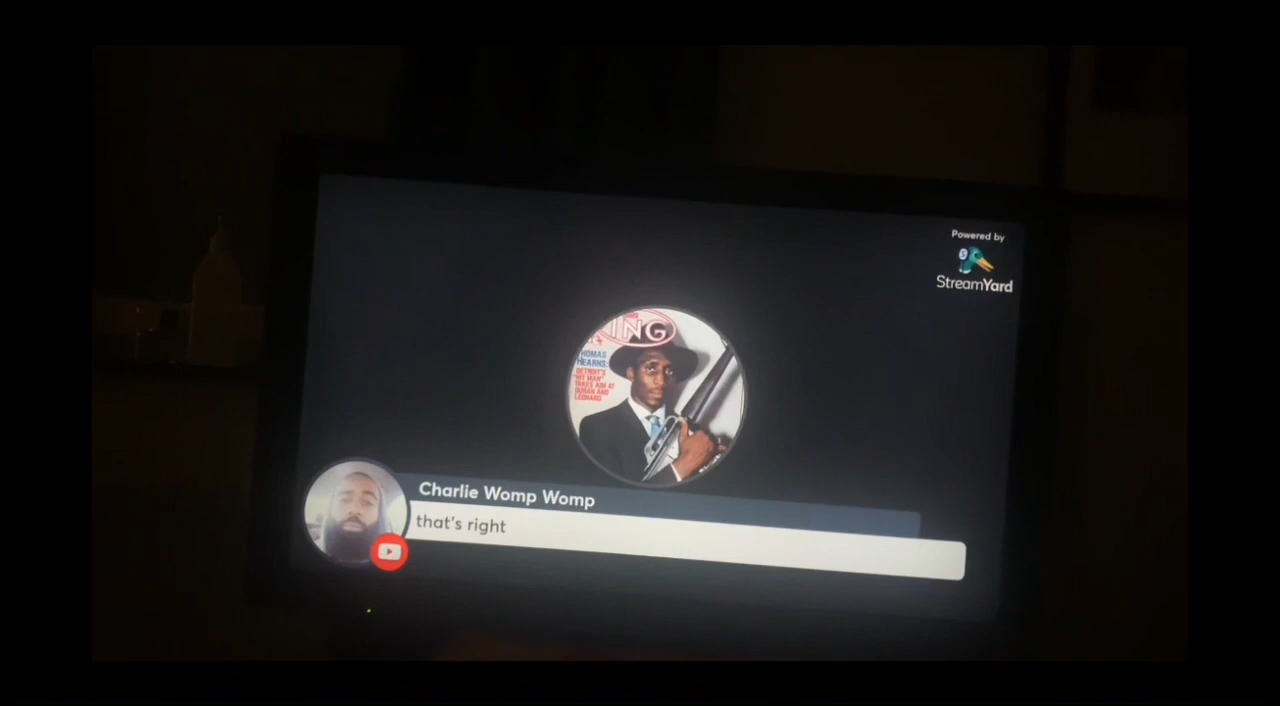 Powered by
StreamYard
ING
THOMAS
HEARNS:
DETROIT'S
"HIT MAN"
TAKES AIM AT
DURAN AND
LEONARD
Charlie Womp Womp
that's right